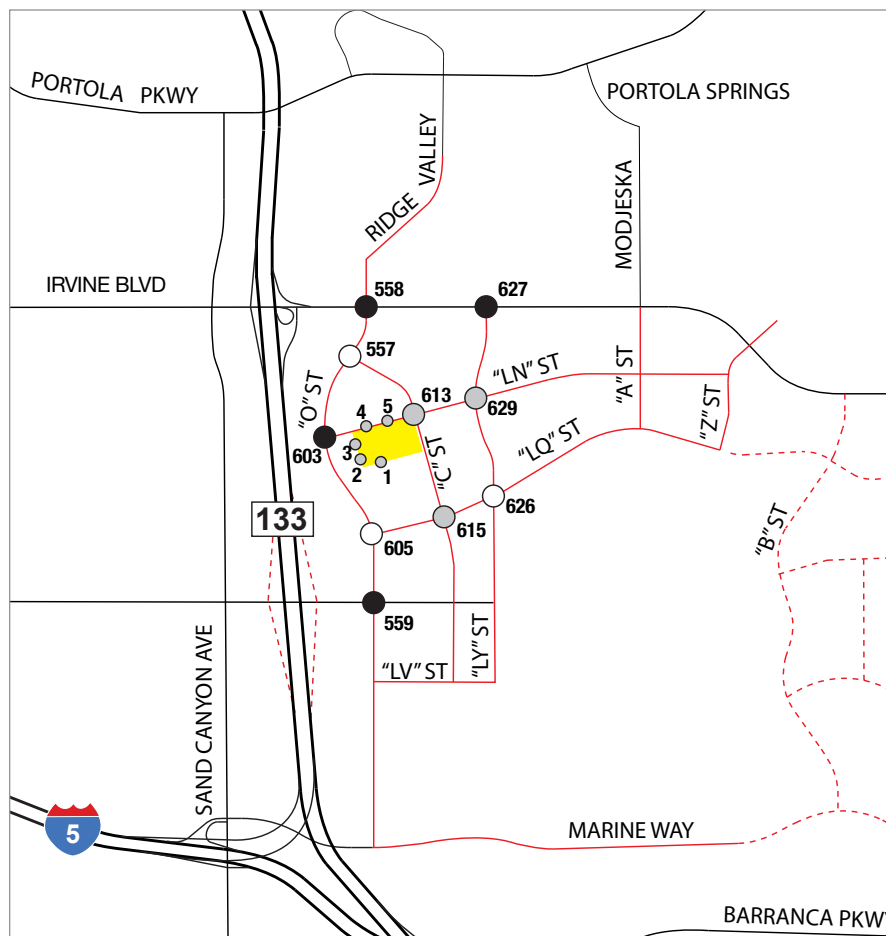 PORTOLA PKWY
PORTOLA SPRINGS
RIDGE VALLEY
MODJESKA
IRVINE BLVD
558
627
557
"O" ST
"LN" ST
"A" ST
613
629
5
4
603
3
2
1
"C" ST
"LQ" ST
"Z" ST
133
626
615
605
"B" ST
559
SAND CANYON AVE
"LV" ST
"LY" ST
5
MARINE WAY
BARRANCA PKWY